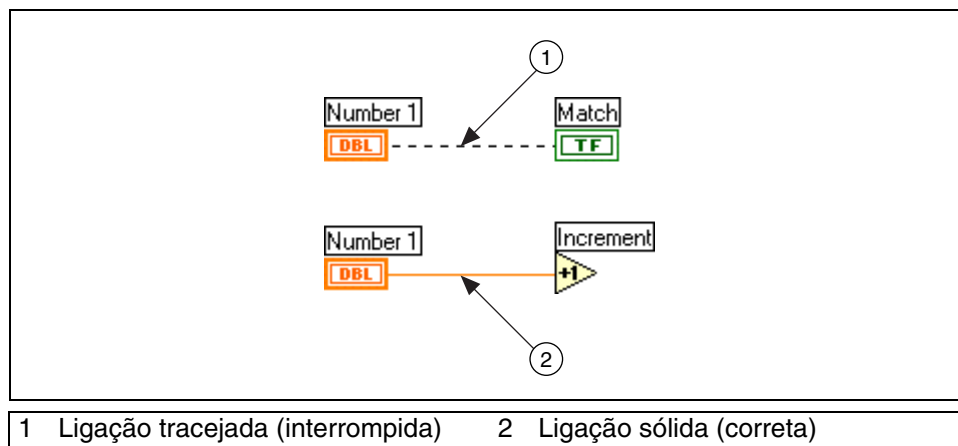 1
Number 1 Match
DBL TF
Number 1 Increment
DBL +1
2
1 Ligação tracejada (interrompida) 2 Ligação sólida (correta)